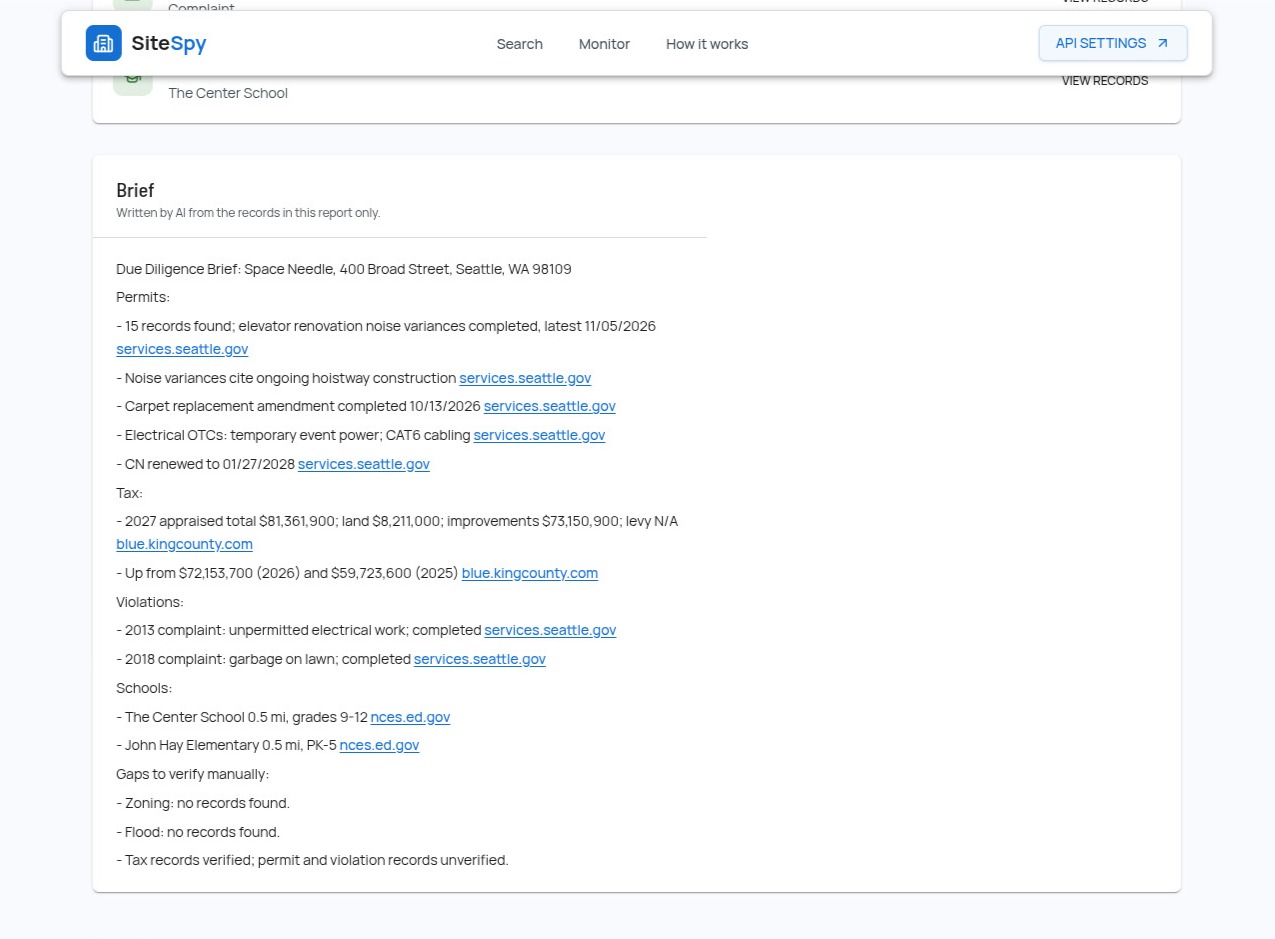 Complaint
VIEW RECORDS
SiteSpy
Search
Monitor
How it works
API SETTINGS
The Center School
VIEW RECORDS
Brief
Written by AI from the records in this report only.
Due Diligence Brief: Space Needle, 400 Broad Street, Seattle, WA 98109
Permits:
- 15 records found; elevator renovation noise variances completed, latest 11/05/2026
services.seattle.gov
- Noise variances cite ongoing hoistway construction services.seattle.gov
- Carpet replacement amendment completed 10/13/2026 services.seattle.gov
- Electrical OTCs: temporary event power; CAT6 cabling services.seattle.gov
- CN renewed to 01/27/2028 services.seattle.gov
Tax:
- 2027 appraised total $81,361,900; land $8,211,000; improvements $73,150,900; levy N/A
blue.kingcounty.com
- Up from $72,153,700 (2026) and $59,723,600 (2025) blue.kingcounty.com
Violations:
- 2013 complaint: unpermitted electrical work; completed services.seattle.gov
- 2018 complaint: garbage on lawn; completed services.seattle.gov
Schools:
- The Center School 0.5 mi, grades 9-12 nces.ed.gov
- John Hay Elementary 0.5 mi, PK-5 nces.ed.gov
Gaps to verify manually:
- Zoning: no records found.
- Flood: no records found.
- Tax records verified; permit and violation records unverified.